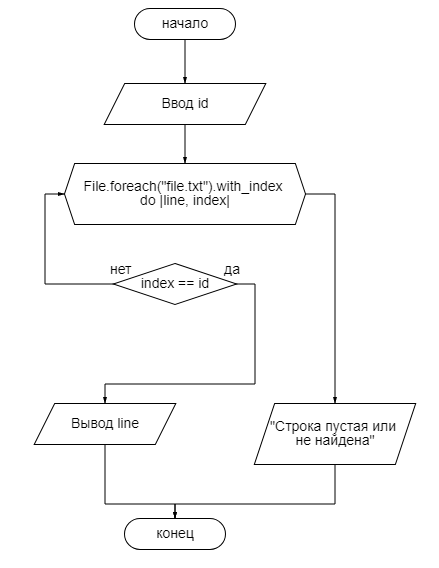 начало
Ввод id
File.foreach("file.txt").with_index
do |line, index|
нет
да
index == id
Вывод line
"Строка пустая или
не найдена"
конец